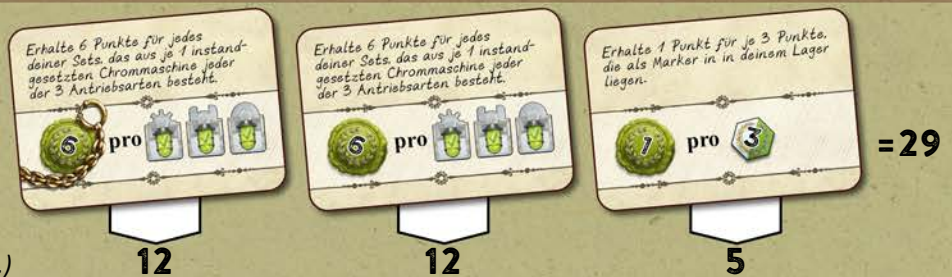 Erhalte 6 Punkte für jedes
deiner Sets, das aus je 1 instand-
gesetzten Chrommaschine jeder
der 3 Antriebsarten besteht.
6 pro
12
Erhalte 6 Punkte für jedes
deiner Sets, das aus je 1 instand-
gesetzten Chrommaschine jeder
der 3 Antriebsarten besteht.
6 pro
12
Erhalte 1 Punkt für je 3 Punkte,
die als Marker in in deinem Lager
liegen.
1 pro 3
5
=29